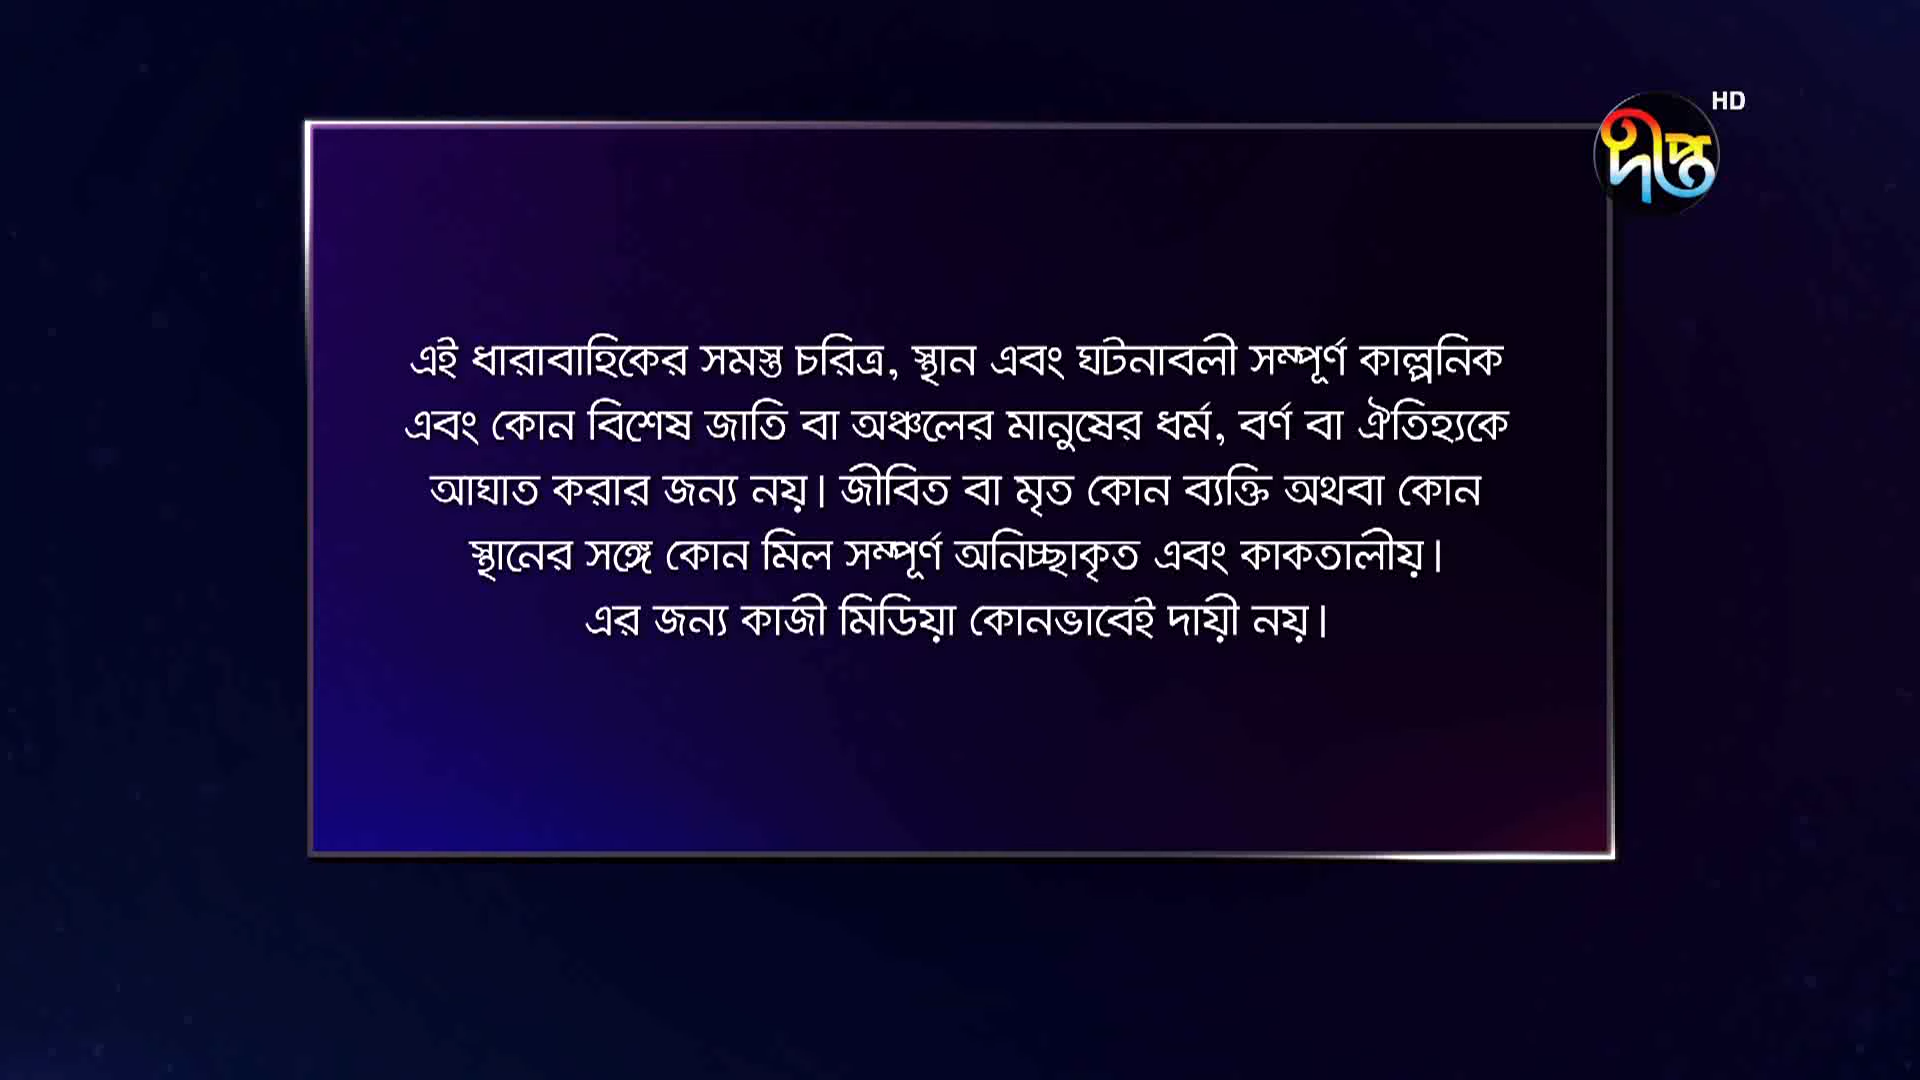 HD
দীপ্ত
এই ধারাবাহিকের সমস্ত চরিত্র, স্থান এবং ঘটনাবলী সম্পূর্ণ কাল্পনিক
এবং কোন বিশেষ জাতি বা অঞ্চলের মানুষের ধর্ম, বর্ণ বা ঐতিহ্যকে
আঘাত করার জন্য নয়। জীবিত বা মৃত কোন ব্যক্তি অথবা কোন
স্থানের সঙ্গে কোন মিল সম্পূর্ণ অনিচ্ছাকৃত এবং কাকতালীয়।
এর জন্য কাজী মিডিয়া কোনভাবেই দায়ী নয়।